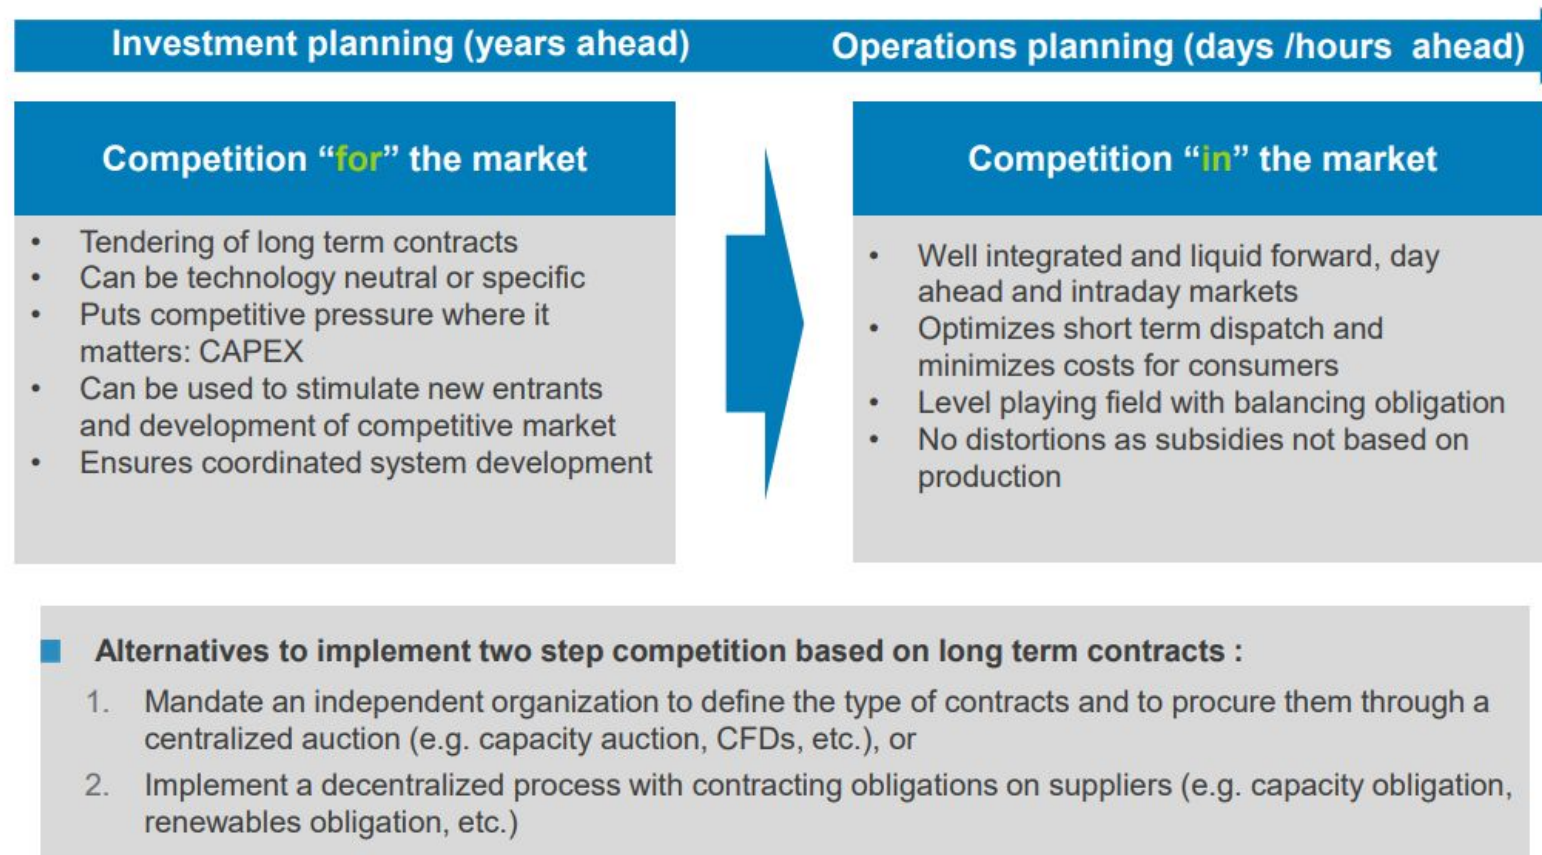 Investment planning (years ahead)
Operations planning (days /hours  ahead)
Competition “for” the market
• Tendering of long term contracts
• Can be technology neutral or specific
• Puts competitive pressure where it
matters: CAPEX
• Can be used to stimulate new entrants
and development of competitive market
• Ensures coordinated system development
Competition “in” the market
• Well integrated and liquid forward, day
ahead and intraday markets
• Optimizes short term dispatch and
minimizes costs for consumers
• Level playing field with balancing obligation
• No distortions as subsidies not based on
production
Alternatives to implement two step competition based on long term contracts :
1. Mandate an independent organization to define the type of contracts and to procure them through a
centralized auction (e.g. capacity auction, CFDs, etc.), or
2. Implement a decentralized process with contracting obligations on suppliers (e.g. capacity obligation,
renewables obligation, etc.)